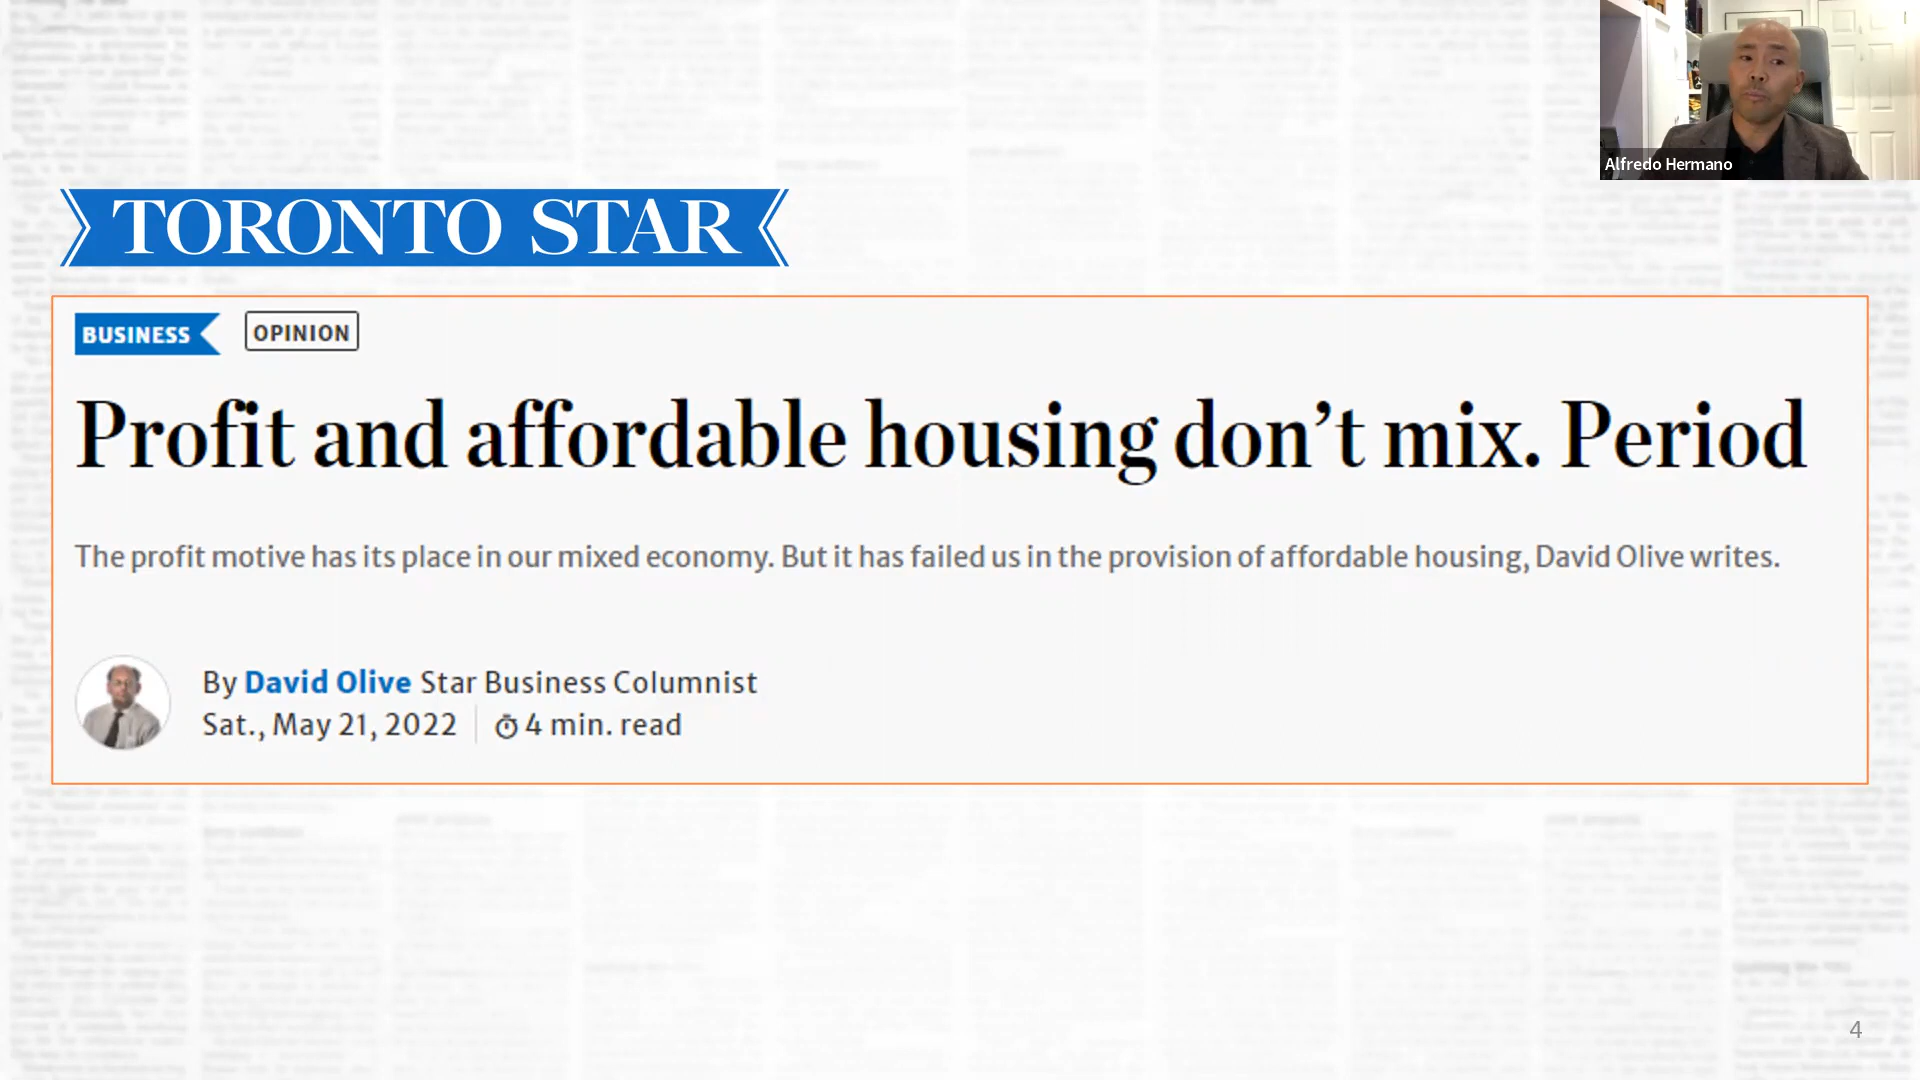 Alfredo Hermano
TORONTO STAR
BUSINESS
OPINION
Profit and affordable housing don’t mix. Period
The profit motive has its place in our mixed economy. But it has failed us in the provision of affordable housing, David Olive writes.
By David Olive Star Business Columnist
Sat., May 21, 2022 4 min. read
4